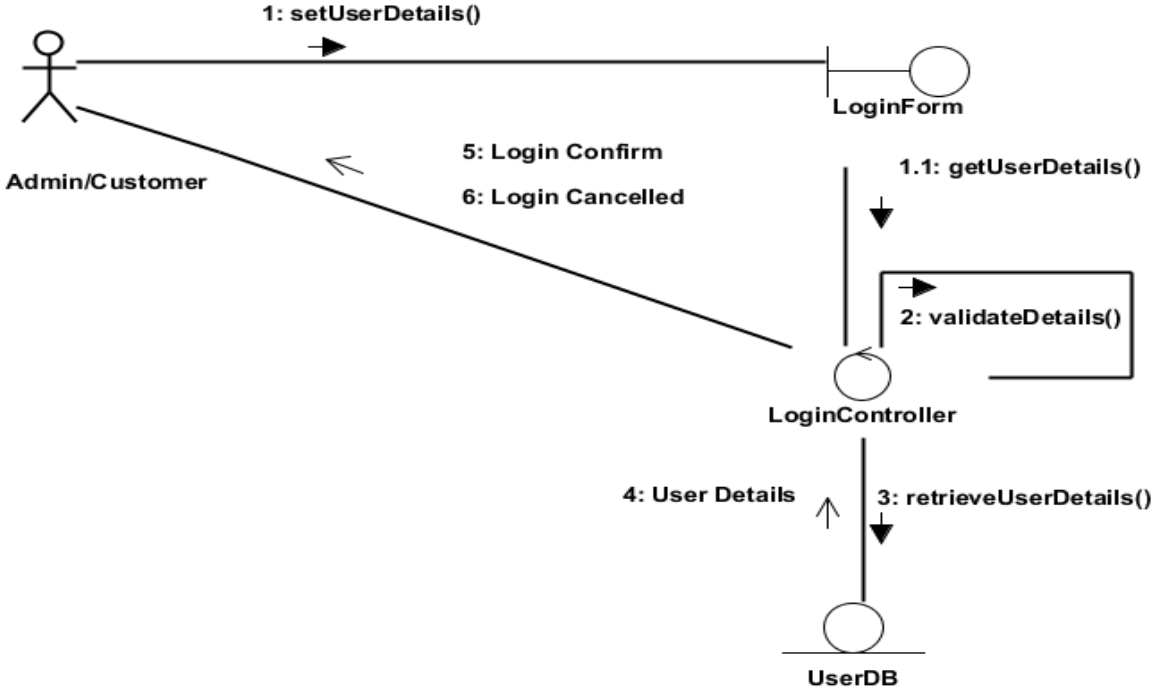 1: setUserDetails()
LoginForm
5: Login Confirm
1.1: getUserDetails()
Admin/Customer
6: Login Cancelled
2: validateDetails()
LoginController
4: User Details
3: retrieveUserDetails()
UserDB